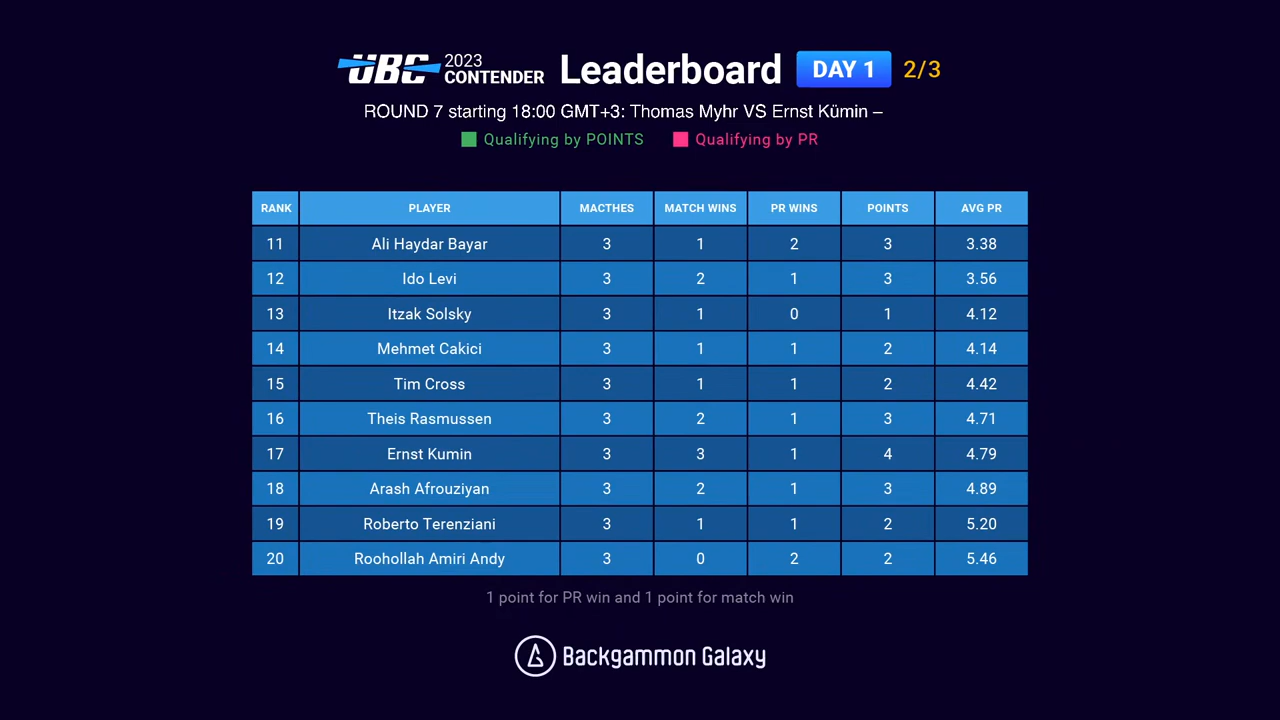 UBC 2023 CONTENDER Leaderboard DAY 1 2/3
ROUND 7 starting 18:00 GMT+3: Thomas Myhr VS Ernst Kümin –
Qualifying by POINTS Qualifying by PR
RANK PLAYER MACTHES MATCH WINS PR WINS POINTS AVG PR
11 Ali Haydar Bayar 3 1 2 3 3.38
12 Ido Levi 3 2 1 3 3.56
13 Itzak Solsky 3 1 0 1 4.12
14 Mehmet Cakici 3 1 1 2 4.14
15 Tim Cross 3 1 1 2 4.42
16 Theis Rasmussen 3 2 1 3 4.71
17 Ernst Kumin 3 3 1 4 4.79
18 Arash Afrouziyan 3 2 1 3 4.89
19 Roberto Terenziani 3 1 1 2 5.20
20 Roohollah Amiri Andy 3 0 2 2 5.46
1 point for PR win and 1 point for match win
Backgammon Galaxy